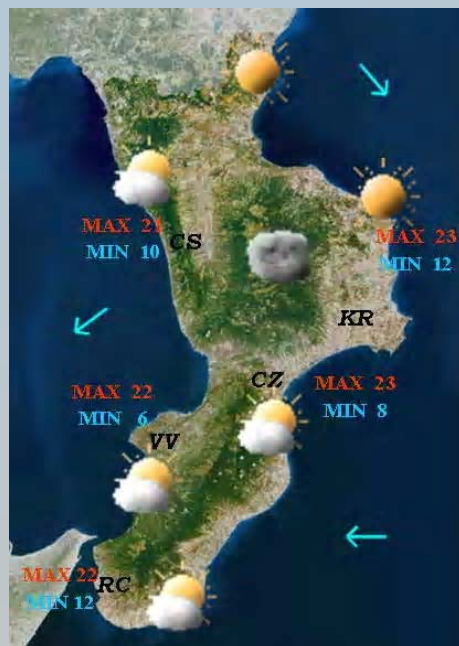 MAX 21
MIN 10
CS
MAX 23
MIN 12
KR
CZ
MAX 23
MIN 8
MAX 22
MIN 6
VV
MAX 22
MIN 12
RC